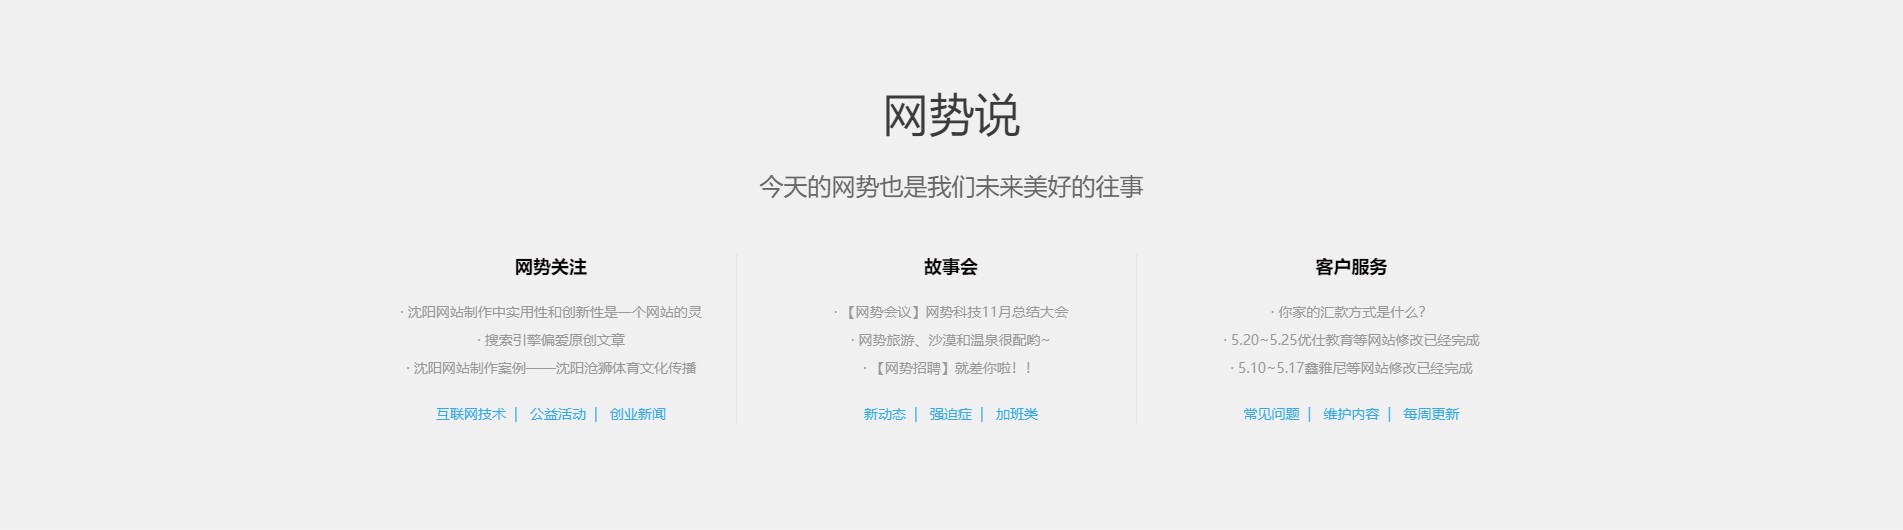 网势说
今天的网势也是我们未来美好的往事
网势关注
· 沈阳网站制作中实用性和创新性是一个网站的灵
· 搜索引擎偏爱原创文章
· 沈阳网站制作案例——沈阳沧狮体育文化传播
互联网技术 | 公益活动 | 创业新闻
故事会
· 【网势会议】网势科技11月总结大会
· 网势旅游、沙漠和温泉很配哟~
· 【网势招聘】就差你啦！！
新动态 | 强迫症 | 加班类
客户服务
· 你家的汇款方式是什么？
· 5.20~5.25优仕教育等网站修改已经完成
· 5.10~5.17鑫雅尼等网站修改已经完成
常见问题 | 维护内容 | 每周更新